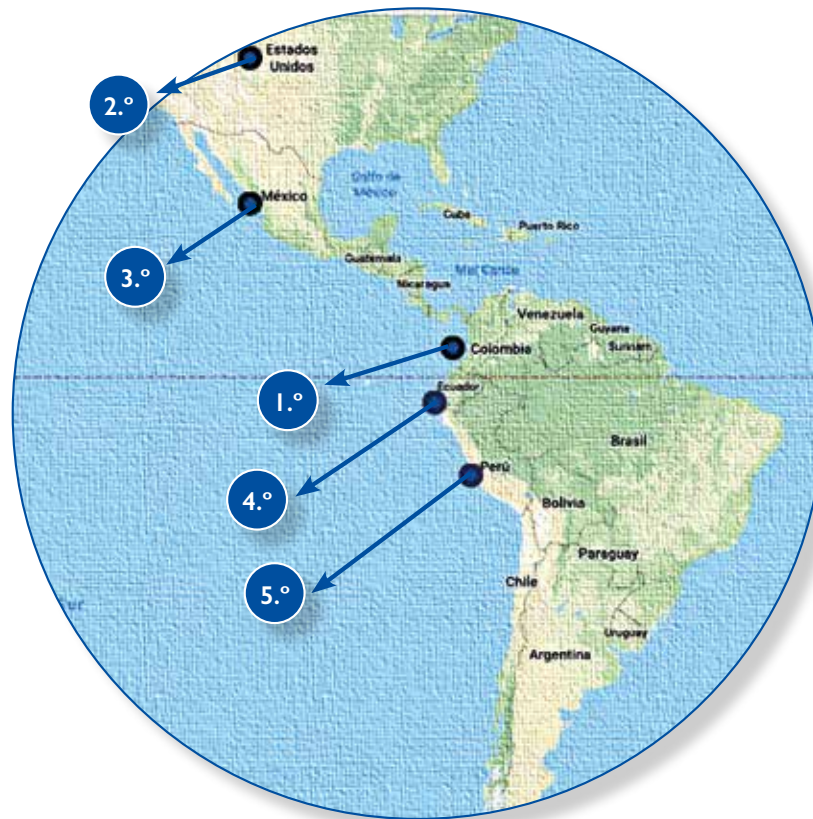 Estados
Unidos
2.º
México
Golfo de
México
Cuba
Puerto Rico
3.º
Guatemala
Mar Caribe
Nicaragua
Venezuela
Guyana
Surinam
Colombia
1.º
Ecuador
Brasil
4.º
Perú
Bolivia
Paraguay
5.º
Chile
Sur
Uruguay
Argentina